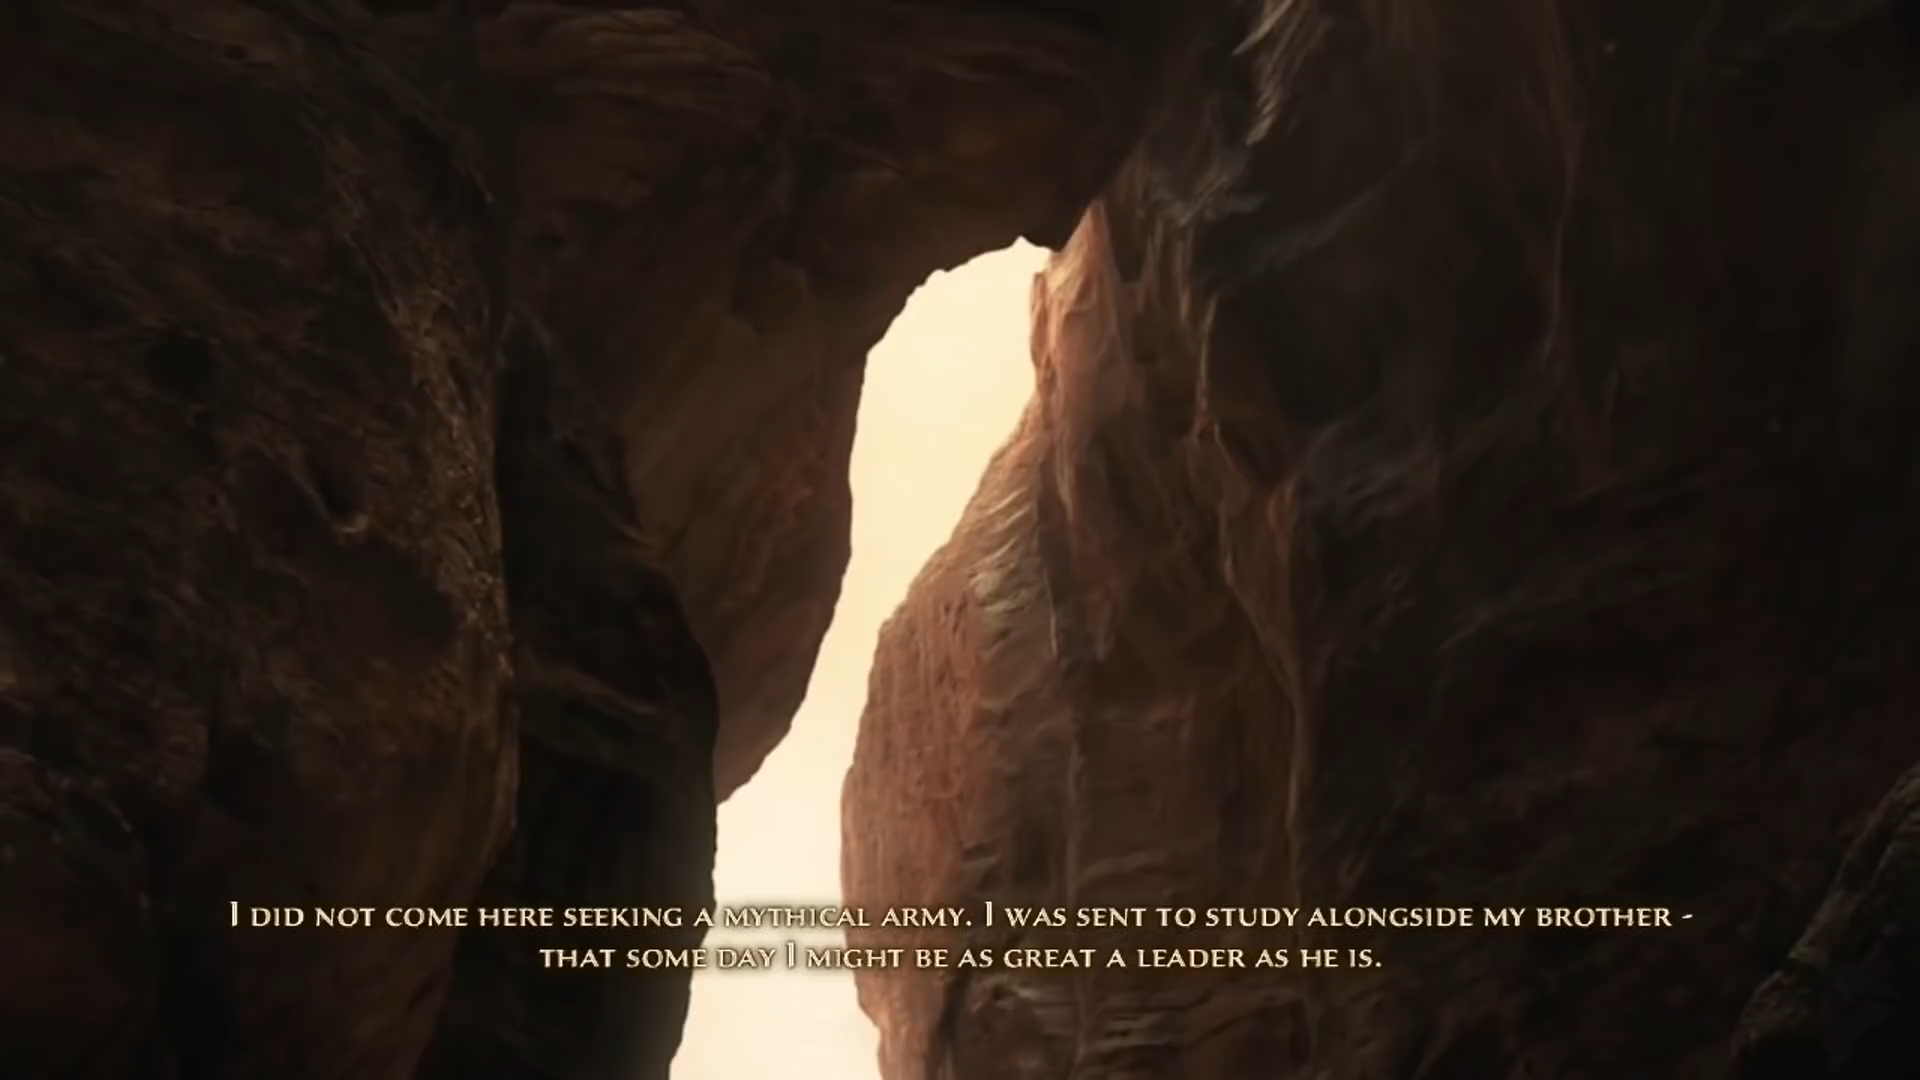 I DID NOT COME HERE SEEKING A MYTHICAL ARMY. I WAS SENT TO STUDY ALONGSIDE MY BROTHER -
THAT SOME DAY I MIGHT BE AS GREAT A LEADER AS HE IS.